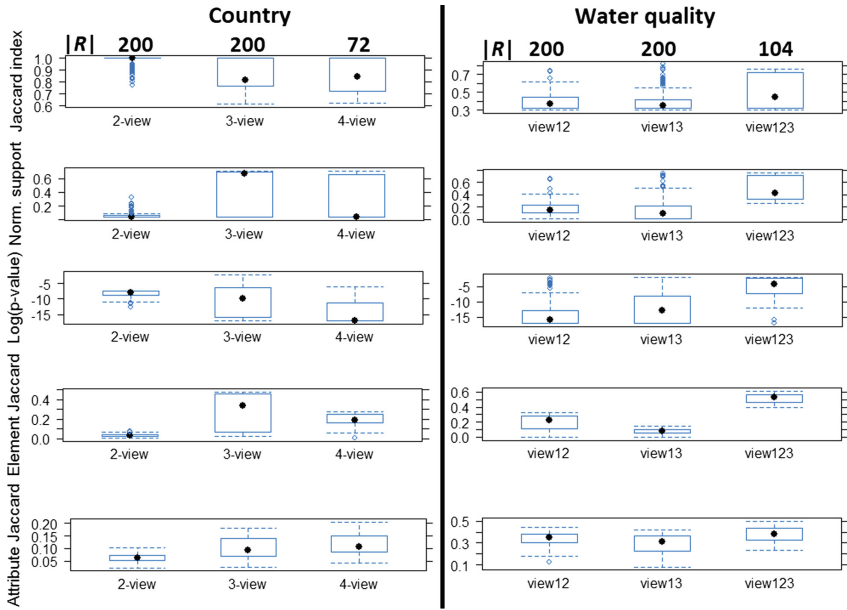 Country Water quality
|R| 200 200 72 |R| 200 200 104
Jaccard index
1.0
0.9
0.8
0.7
0.6
2-view 3-view 4-view
0.7
0.5
0.3
view12 view13 view123
Norm. support
0.6
0.4
0.2
2-view 3-view 4-view
0.6
0.4
0.2
0.0
view12 view13 view123
Log(p-value)
-5
-10
-15
2-view 3-view 4-view
-5
-10
-15
view12 view13 view123
Element Jaccard
0.4
0.2
0.0
2-view 3-view 4-view
0.6
0.4
0.2
0.0
view12 view13 view123
Attribute Jaccard
0.20
0.15
0.10
0.05
2-view 3-view 4-view
0.5
0.3
0.1
view12 view13 view123